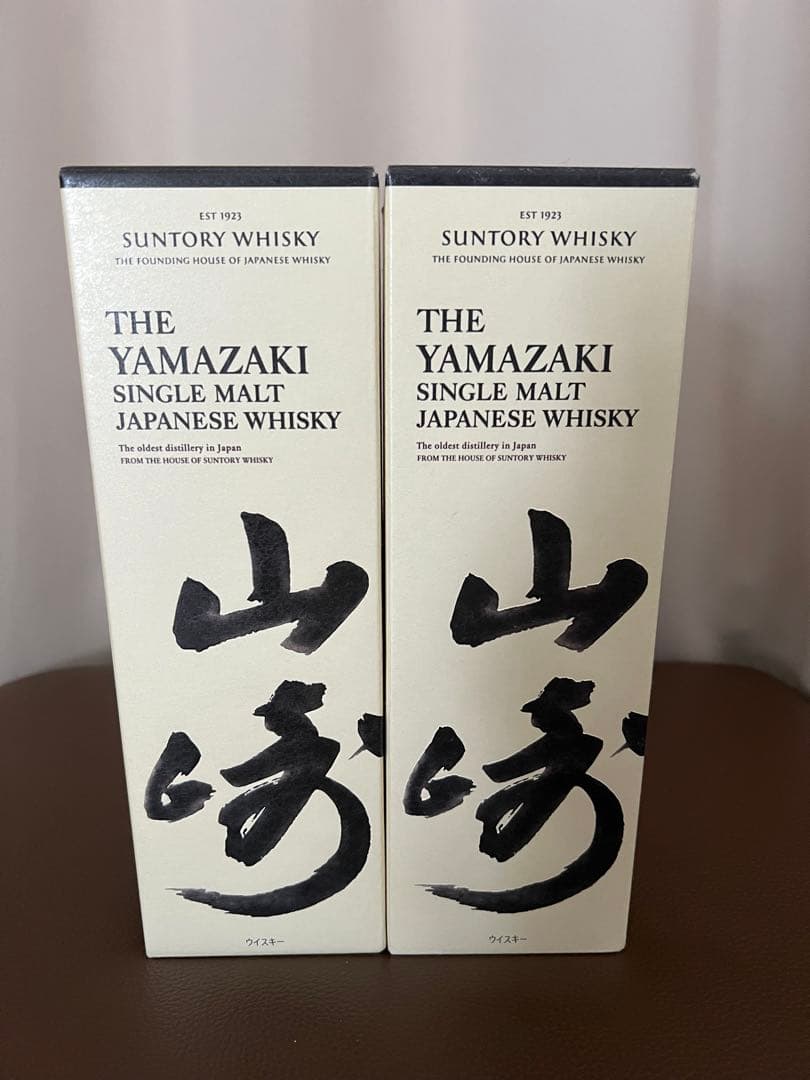 EST 1923
SUNTORY WHISKY
THE FOUNDING HOUSE OF JAPANESE WHISKY
THE
YAMAZAKI
SINGLE MALT
JAPANESE WHISKY
The oldest distillery in Japan
FROM THE HOUSE OF SUNTORY WHISKY
山
崎
ウイスキー
EST 1923
SUNTORY WHISKY
THE FOUNDING HOUSE OF JAPANESE WHISKY
THE
YAMAZAKI
SINGLE MALT
JAPANESE WHISKY
The oldest distillery in Japan
FROM THE HOUSE OF SUNTORY WHISKY
山
崎
ウイスキー